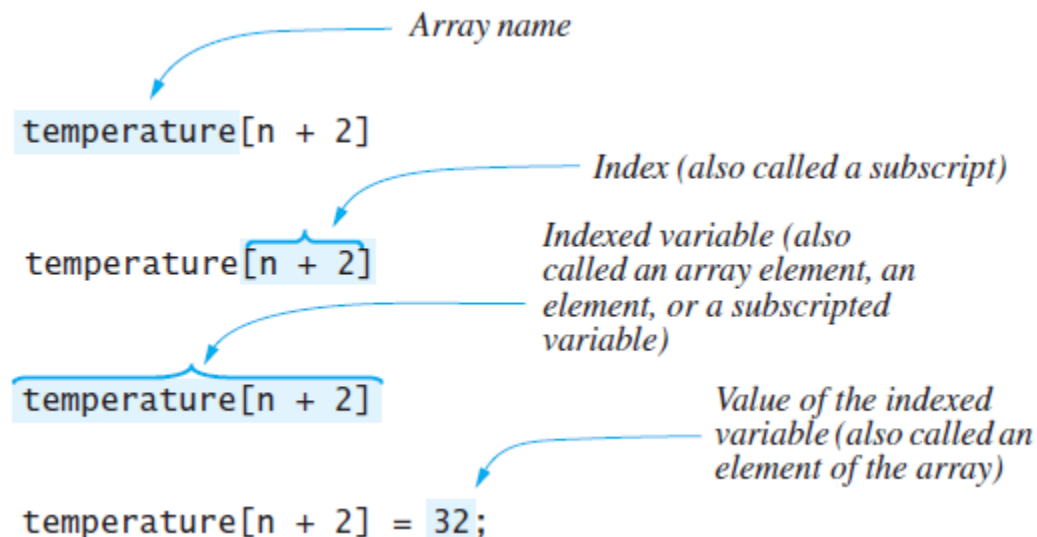 Array name
temperature[n + 2]
Index (also called a subscript)
temperature[n + 2]
Indexed variable (also
called an array element, an
element, or a subscripted
variable)
temperature[n + 2]
Value of the indexed
variable (also called an
element of the array)
temperature[n + 2] = 32;